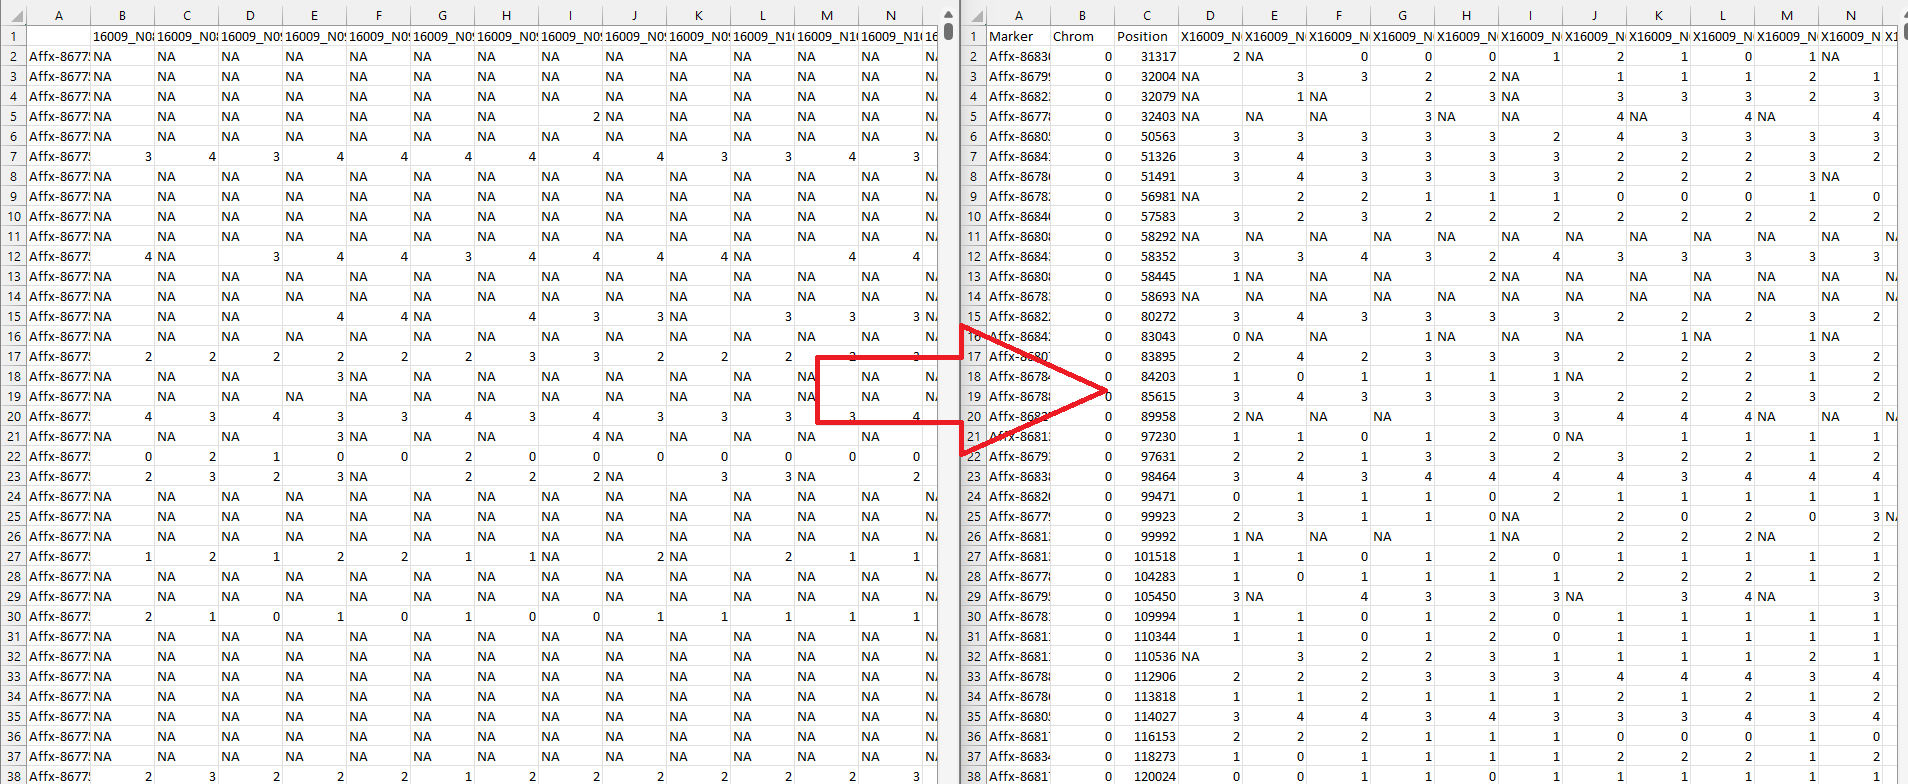 A B C D E F G H I J K L M N
1 16009_N08 16009_N0 16009_N09 16009_N09 16009_N09 16009_N09 16009_N09 16009_N09 16009_N09 16009_N09 16009_N10 16009_N10 16009_N10 16
2 Affx-8677 NA NA NA NA NA NA NA NA NA NA NA NA NA
3 Affx-8677 NA NA NA NA NA NA NA NA NA NA NA NA NA
4 Affx-8677 NA NA NA NA NA NA NA NA NA NA NA NA NA
5 Affx-8677 NA NA NA NA NA NA NA 2 NA NA NA NA NA
6 Affx-8677 NA NA NA NA NA NA NA NA NA NA NA NA NA
7 Affx-8677 3 4 3 4 4 4 4 4 4 3 3 4 3
8 Affx-8677 NA NA NA NA NA NA NA NA NA NA NA NA NA
9 Affx-8677 NA NA NA NA NA NA NA NA NA NA NA NA NA
10 Affx-8677 NA NA NA NA NA NA NA NA NA NA NA NA NA
11 Affx-8677 NA NA NA NA NA NA NA NA NA NA NA NA NA
12 Affx-8677 4 NA 3 4 4 3 4 4 4 4 NA 4 4
13 Affx-8677 NA NA NA NA NA NA NA NA NA NA NA NA NA
14 Affx-8677 NA NA NA NA NA NA NA NA NA NA NA NA NA
15 Affx-8677 NA NA NA 4 4 NA 4 3 3 NA 3 3 3
16 Affx-8677 NA NA NA NA NA NA NA NA NA NA NA NA NA
17 Affx-8677 2 2 2 2 2 2 3 3 2 2 2 2 3
18 Affx-8677 NA NA NA 3 NA NA NA NA NA NA NA NA NA
19 Affx-8677 NA NA NA NA NA NA NA NA NA NA NA NA NA
20 Affx-8677 4 3 4 3 3 4 3 4 3 3 3 3 4
21 Affx-8677 NA NA NA 3 NA NA NA 4 NA NA NA NA NA
22 Affx-8677 0 2 1 0 0 2 0 0 0 0 0 0 0
23 Affx-8677 2 3 2 3 NA 2 2 2 NA 3 3 NA 2
24 Affx-8677 NA NA NA NA NA NA NA NA NA NA NA NA NA
25 Affx-8677 NA NA NA NA NA NA NA NA NA NA NA NA NA
26 Affx-8677 NA NA NA NA NA NA NA NA NA NA NA NA NA
27 Affx-8677 1 2 1 2 2 1 1 NA 2 NA 2 1 1
28 Affx-8677 NA NA NA NA NA NA NA NA NA NA NA NA NA
29 Affx-8677 NA NA NA NA NA NA NA NA NA NA NA NA NA
30 Affx-8677 2 1 0 1 0 1 0 0 1 1 1 1 1
31 Affx-8677 NA NA NA NA NA NA NA NA NA NA NA NA NA
32 Affx-8677 NA NA NA NA NA NA NA NA NA NA NA NA NA
33 Affx-8677 NA NA NA NA NA NA NA NA NA NA NA NA NA
34 Affx-8677 NA NA NA NA NA NA NA NA NA NA NA NA NA
35 Affx-8677 NA NA NA NA NA NA NA NA NA NA NA NA NA
36 Affx-8677 NA NA NA NA NA NA NA NA NA NA NA NA NA
37 Affx-8677 NA NA NA NA NA NA NA NA NA NA NA NA NA
38 Affx-8677 2 3 2 2 2 1 2 2 2 2 2 2 3
A B C D E F G H I J K L M N
1 Marker Chrom Position X16009_N X16009_N X16009_N X16009_N X16009_N X16009_N X16009_N X16009_N X16009_N X16009_N X16009_N X1
2 Affx-8683 0 31317 2 NA 0 0 0 1 2 1 0 1 NA
3 Affx-8679 0 32004 NA 3 3 2 2 NA 1 1 1 2 1
4 Affx-8682 0 32079 NA 1 NA 2 3 NA 3 3 3 2 3
5 Affx-8677 0 32403 NA NA NA 3 NA NA 4 NA 4 NA 4
6 Affx-8680 0 50563 3 3 3 3 3 2 4 3 3 3 3
7 Affx-8684 0 51326 3 4 3 3 3 3 2 2 2 3 2
8 Affx-8678 0 51491 3 4 3 3 3 3 2 2 2 3 NA
9 Affx-8678 0 56981 NA 2 2 1 1 1 0 0 0 1 0
10 Affx-8684 0 57583 3 2 3 2 2 2 2 2 2 2 2
11 Affx-8680 0 58292 NA NA NA NA NA NA NA NA NA NA NA
12 Affx-8684 0 58352 3 3 4 3 2 4 3 3 3 3 3
13 Affx-8680 0 58445 1 NA NA NA 2 NA NA NA NA NA NA
14 Affx-8678 0 58693 NA NA NA NA NA NA NA NA NA NA NA
15 Affx-8682 0 80272 3 4 3 3 3 3 2 2 2 3 2
16 Affx-8684 0 83043 0 NA NA 1 NA NA NA 1 NA 1 NA
17 Affx-8680 0 83895 2 4 2 3 3 3 2 2 2 3 2
18 Affx-8678 0 84203 1 0 1 1 1 1 NA 2 2 1 2
19 Affx-8678 0 85615 3 4 3 3 3 3 2 2 2 3 2
20 Affx-868 0 89958 2 NA NA NA 3 3 4 4 4 NA NA
21 Affx-8681 0 97230 1 1 0 1 2 0 NA 1 1 1 1
22 Affx-8679 0 97631 2 2 1 3 3 2 3 2 2 1 2
23 Affx-8683 0 98464 3 4 3 4 4 4 4 3 4 4 4
24 Affx-8682 0 99471 0 1 1 1 0 2 1 1 1 1 1
25 Affx-8677 0 99923 2 3 1 1 0 NA 2 0 2 0 3
26 Affx-8681 0 99992 1 NA NA NA 1 NA 2 2 2 NA 2
27 Affx-8681 0 101518 1 1 0 1 2 0 1 1 1 1 1
28 Affx-8677 0 104283 1 0 1 1 1 1 2 2 2 1 2
29 Affx-8679 0 105450 3 NA 4 3 3 3 NA 3 4 NA 3
30 Affx-8678 0 109994 1 1 0 1 2 0 1 1 1 1 1
31 Affx-8681 0 110344 1 1 0 1 2 0 1 1 1 1 1
32 Affx-8681 0 110536 NA 3 2 2 3 1 1 1 1 2 1
33 Affx-8678 0 112906 2 2 2 3 3 3 4 4 4 3 4
34 Affx-8678 0 113818 1 1 2 1 1 1 2 1 2 1 2
35 Affx-8680 0 114027 3 4 4 3 4 3 3 3 4 3 4
36 Affx-8681 0 116153 2 2 2 1 1 1 0 0 0 1 0
37 Affx-8683 0 118273 1 0 1 1 1 1 2 2 2 1 2
38 Affx-8681 0 120024 0 0 1 1 0 1 1 1 1 1 1